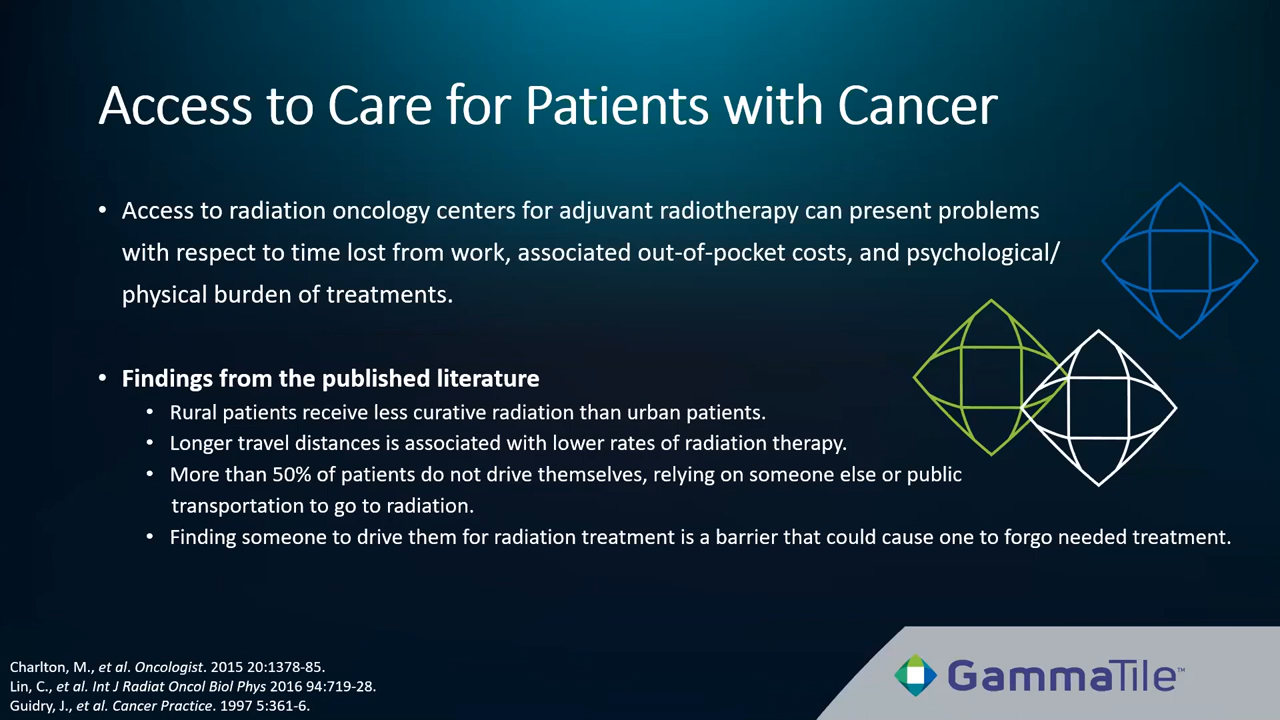 Access to Care for Patients with Cancer
• Access to radiation oncology centers for adjuvant radiotherapy can present problems
with respect to time lost from work, associated out-of-pocket costs, and psychological/
physical burden of treatments.
• Findings from the published literature
• Rural patients receive less curative radiation than urban patients.
• Longer travel distances is associated with lower rates of radiation therapy.
• More than 50% of patients do not drive themselves, relying on someone else or public
transportation to go to radiation.
• Finding someone to drive them for radiation treatment is a barrier that could cause one to forgo needed treatment.
Charlton, M., et al. Oncologist. 2015 20:1378-85.
Lin, C., et al. Int J Radiat Oncol Biol Phys 2016 94:719-28.
Guidry, J., et al. Cancer Practice. 1997 5:361-6.
GammaTile™